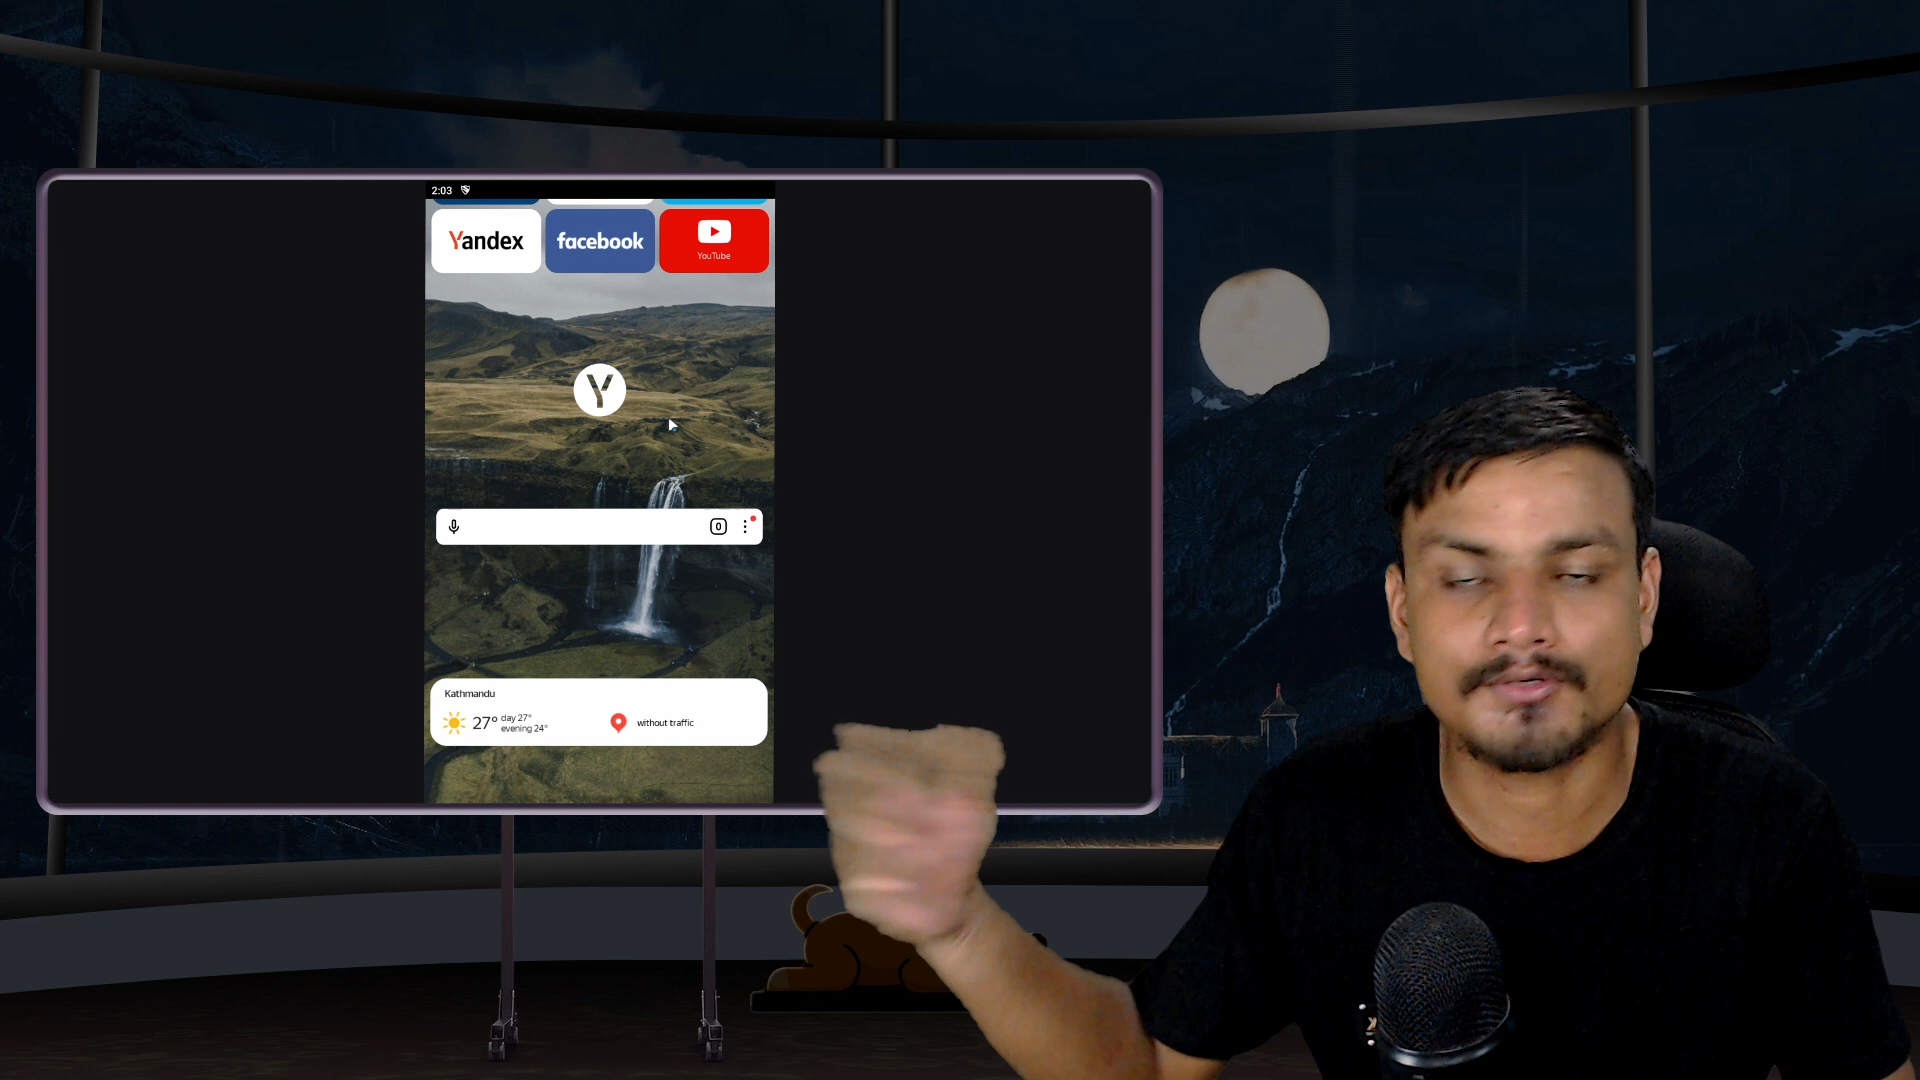 2:03
Yandex
facebook
YouTube
Y
0
Kathmandu
27° day 27°
evening 24°
without traffic